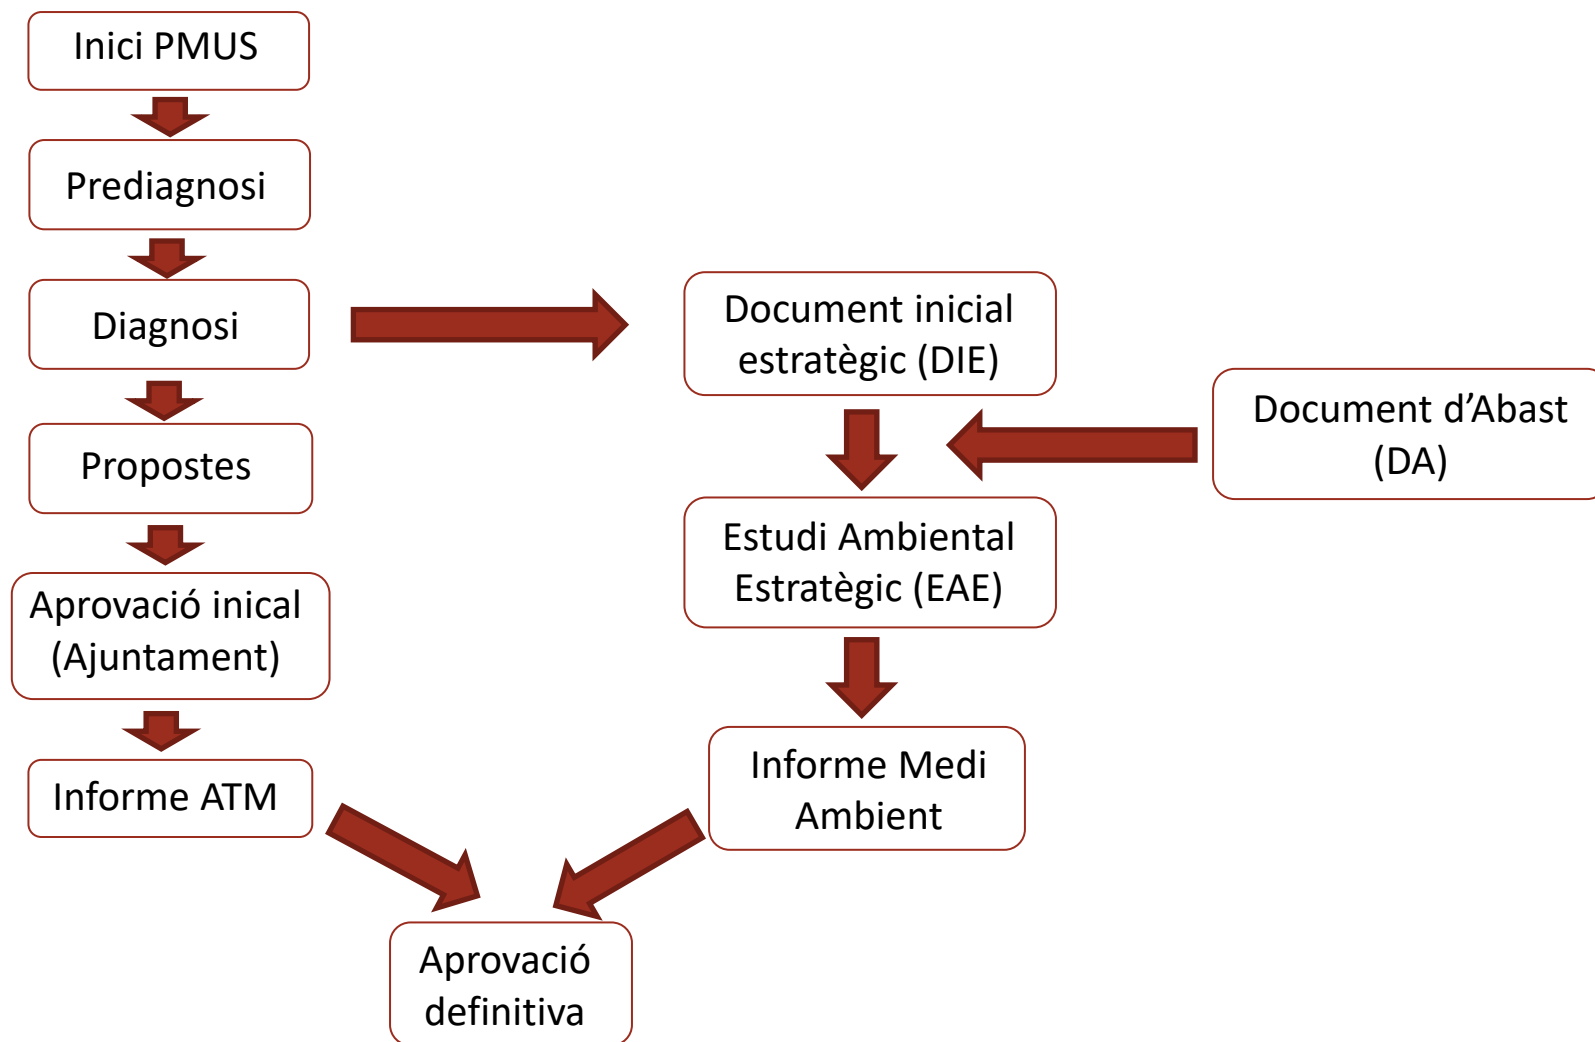 Inici PMUS
Prediagnosi
Diagnosi
Propostes
Aprovació inical
(Ajuntament)
Informe ATM
Document inicial
estratègic (DIE)
Document d’Abast
(DA)
Estudi Ambiental
Estratègic (EAE)
Informe Medi
Ambient
Aprovació
definitiva